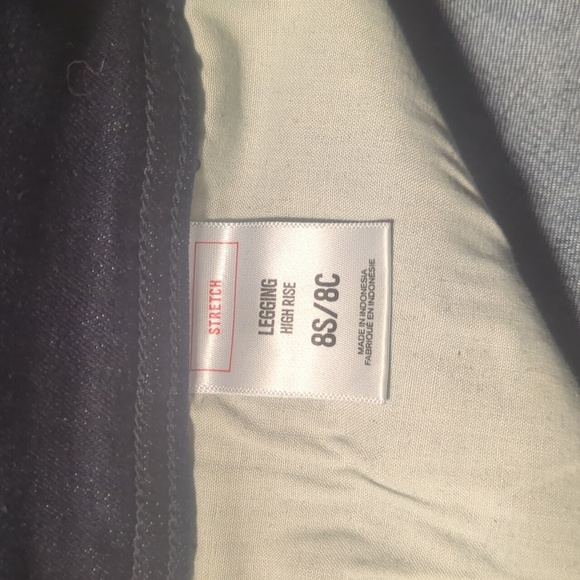 STRETCH
LEGGING
HIGH RISE
8S/8C
MADE IN INDONESIA
FABRIQUÉ EN INDONÉSIE